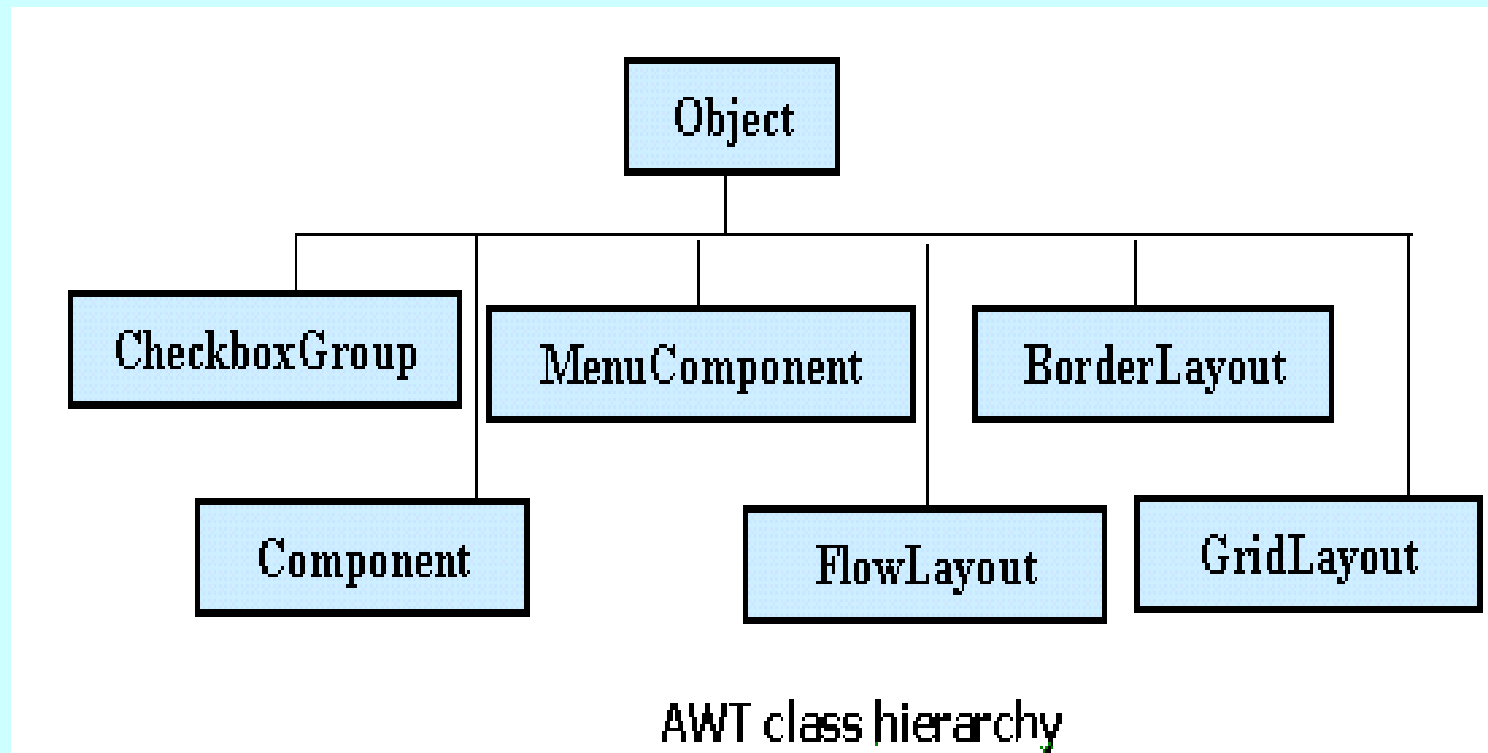 Object
CheckboxGroup
MenuComponent
BorderLayout
Component
FlowLayout
GridLayout
AWT class hierarchy